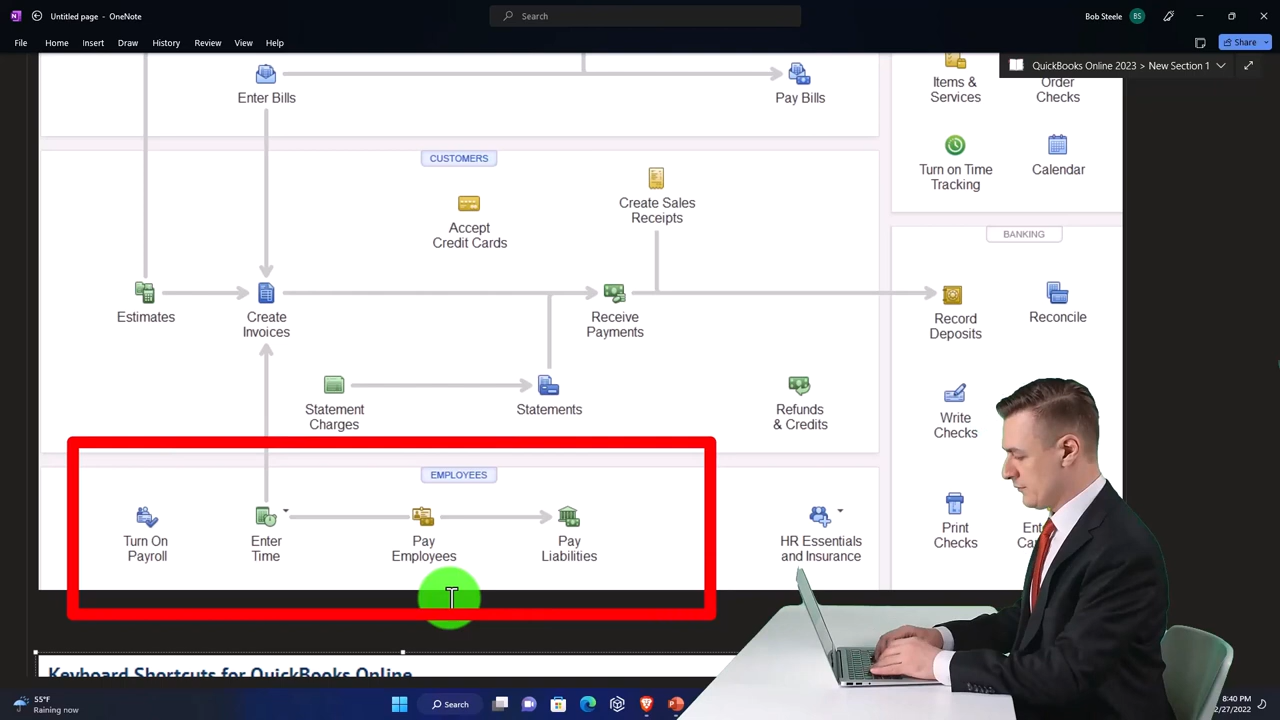 Untitled page - OneNote
Search
Bob Steele
BS
File
Home
Insert
Draw
History
Review
View
Help
Share
QuickBooks Online 2023 > New Section 1
Enter Bills
Pay Bills
Items &
Services
Order
Checks
CUSTOMERS
Turn on Time
Tracking
Calendar
Create Sales
Receipts
Accept
Credit Cards
BANKING
Estimates
Create
Invoices
Receive
Payments
Record
Deposits
Reconcile
Statement
Charges
Statements
Refunds
& Credits
Write
Checks
EMPLOYEES
Turn On
Payroll
Enter
Time
Pay
Employees
Pay
Liabilities
HR Essentials
and Insurance
Print
Checks
Keyboard Shortcuts for QuickBooks Online
55°F
Raining now
Search
8:40 PM
2/27/2022